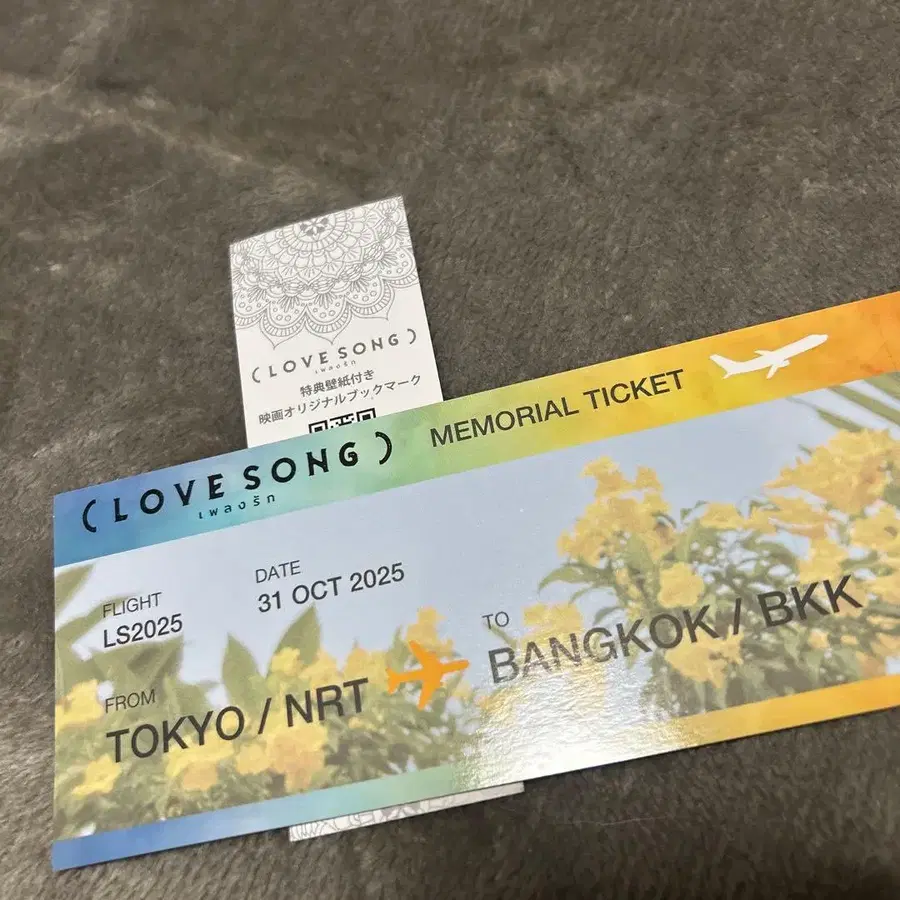 (LOVE SONG)
เพลงรัก
特典壁紙付き
映画オリジナルブックマーク
(LOVE SONG)
เพลงรัก
MEMORIAL TICKET
FLIGHT
LS2025
DATE
31 OCT 2025
FROM
TOKYO / NRT
TO
BANGKOK / BKK